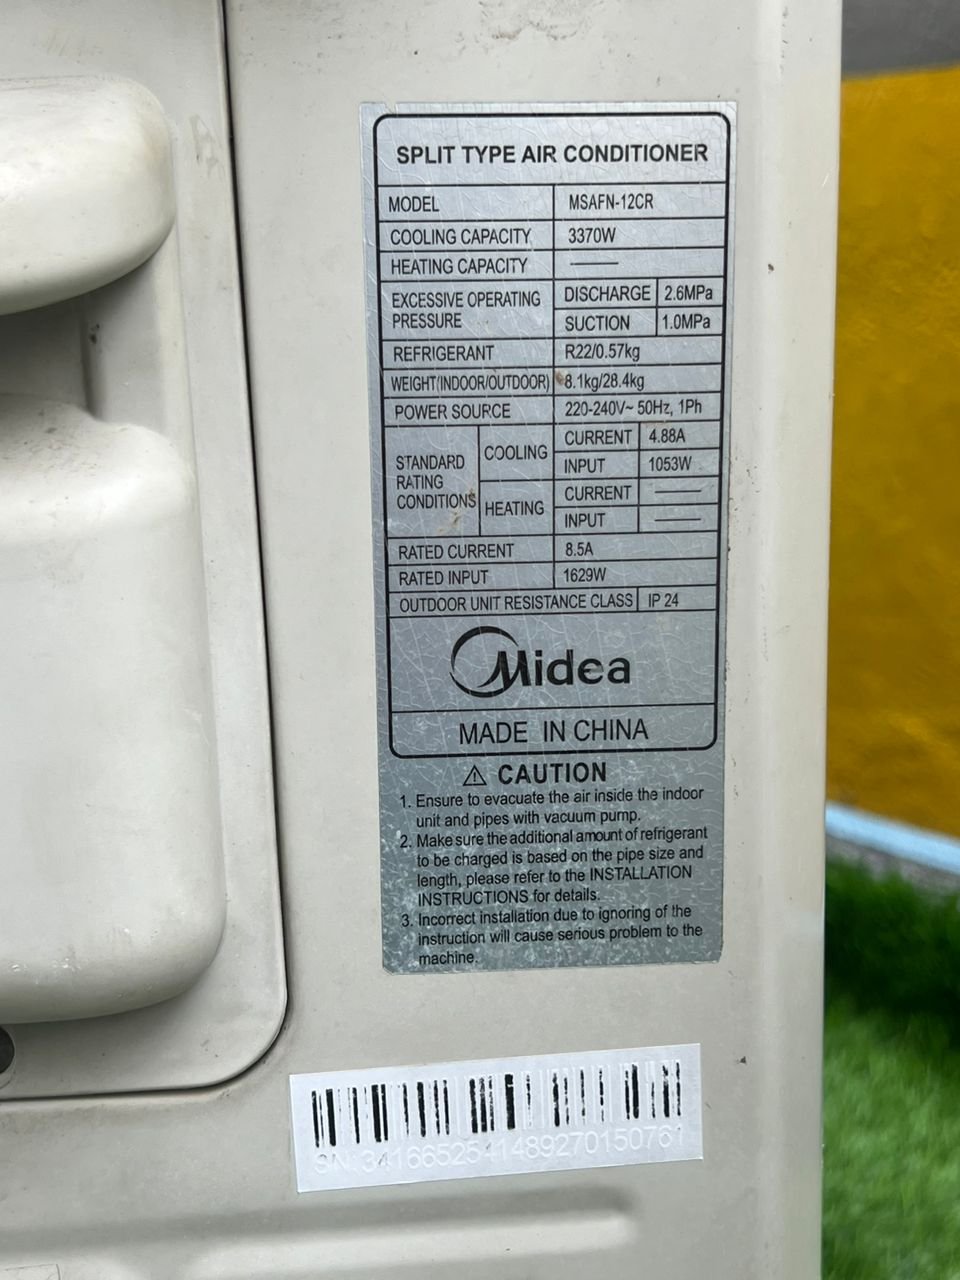 SPLIT TYPE AIR CONDITIONER
MODEL MSAFN-12CR
COOLING CAPACITY 3370W
HEATING CAPACITY ——
EXCESSIVE OPERATING PRESSURE DISCHARGE 2.6MPa
SUCTION 1.0MPa
REFRIGERANT R22/0.57kg
WEIGHT(INDOOR/OUTDOOR) 8.1kg/28.4kg
POWER SOURCE 220-240V~ 50Hz, 1Ph
STANDARD RATING CONDITIONS COOLING CURRENT 4.88A
INPUT 1053W
HEATING CURRENT ——
INPUT ——
RATED CURRENT 8.5A
RATED INPUT 1629W
OUTDOOR UNIT RESISTANCE CLASS IP 24
Midea
MADE IN CHINA
⚠ CAUTION
1. Ensure to evacuate the air inside the indoor
unit and pipes with vacuum pump.
2. Make sure the additional amount of refrigerant
to be charged is based on the pipe size and
length, please refer to the INSTALLATION
INSTRUCTIONS for details.
3. Incorrect installation due to ignoring of the
instruction will cause serious problem to the
machine.
SN: